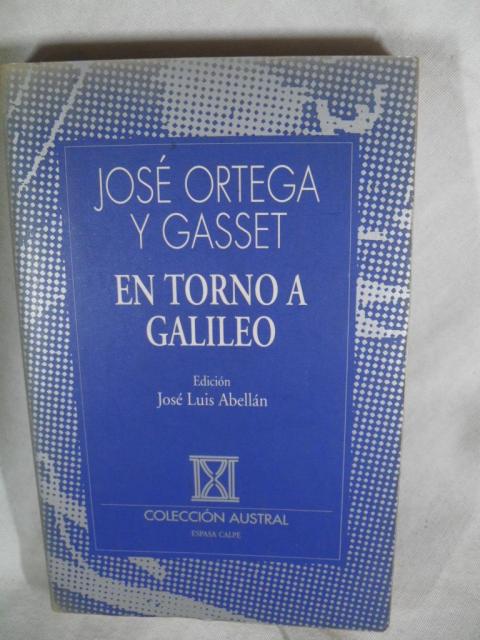 JOSÉ ORTEGA
Y GASSET
EN TORNO A
GALILEO
Edición
José Luis Abellán
COLECCIÓN AUSTRAL
ESPASA CALPE